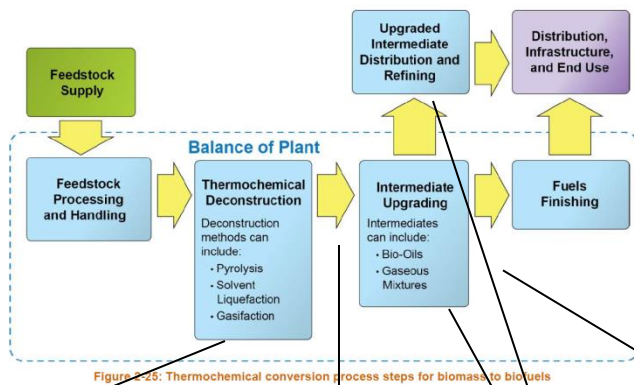 Upgraded
Intermediate
Distribution and
Refining
Distribution,
Infrastructure,
and End Use
Feedstock
Supply
Balance of Plant
Feedstock
Processing
and Handling
Thermochemical
Deconstruction
Deconstruction
methods can
include:
• Pyrolysis
• Solvent
Liquefaction
• Gasifaction
Intermediate
Upgrading
Intermediates
can include:
• Bio-Oils
• Gaseous
Mixtures
Fuels
Finishing
Figure 2-25: Thermochemical conversion process steps for biomass to biofuels